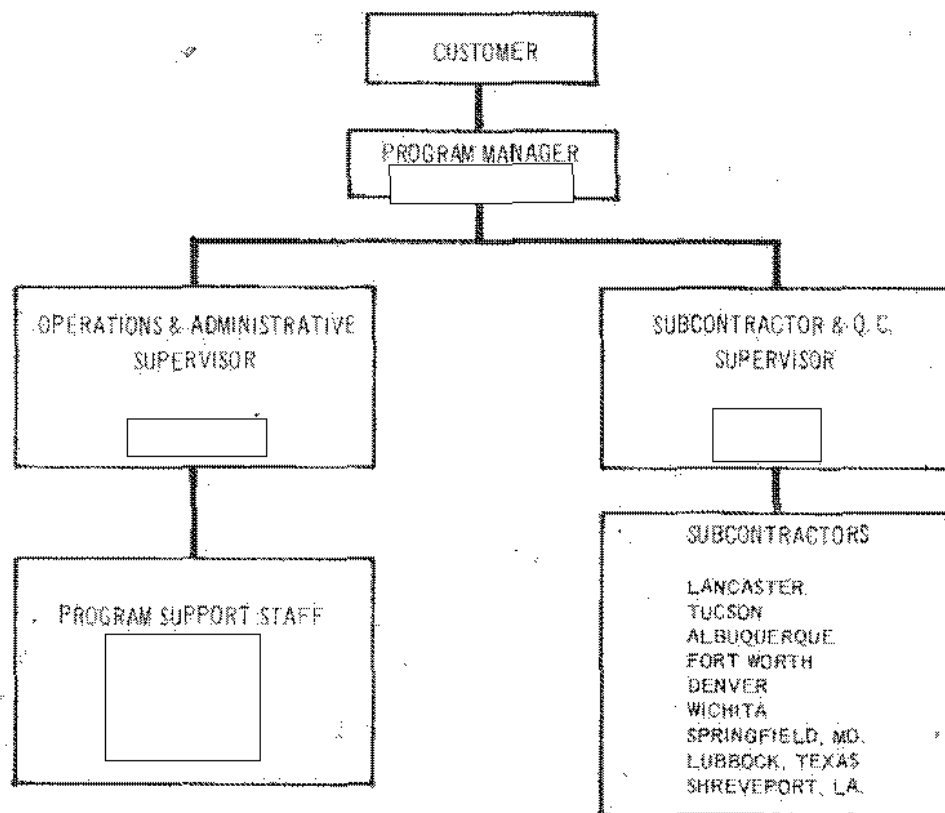 CUSTOMER
PROGRAM MANAGER
OPERATIONS & ADMINISTRATIVE
SUPERVISOR
SUBCONTRACTOR & Q. C.
SUPERVISOR
PROGRAM SUPPORT STAFF
SUBCONTRACTORS
LANCASTER
TUCSON
ALBUQUERQUE
FORT WORTH
DENVER
WICHITA
SPRINGFIELD, MO.
LUBBOCK, TEXAS
SHREVEPORT, LA.